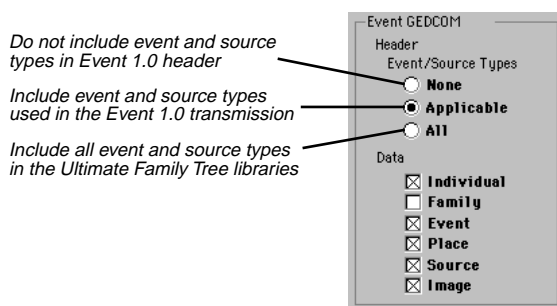 Do not include event and source
types in Event 1.0 header
Include event and source types
used in the Event 1.0 transmission
Include all event and source types
in the Ultimate Family Tree libraries
Event GEDCOM
Header
Event/Source Types
None
Applicable
All
Data
Individual
Family
Event
Place
Source
Image